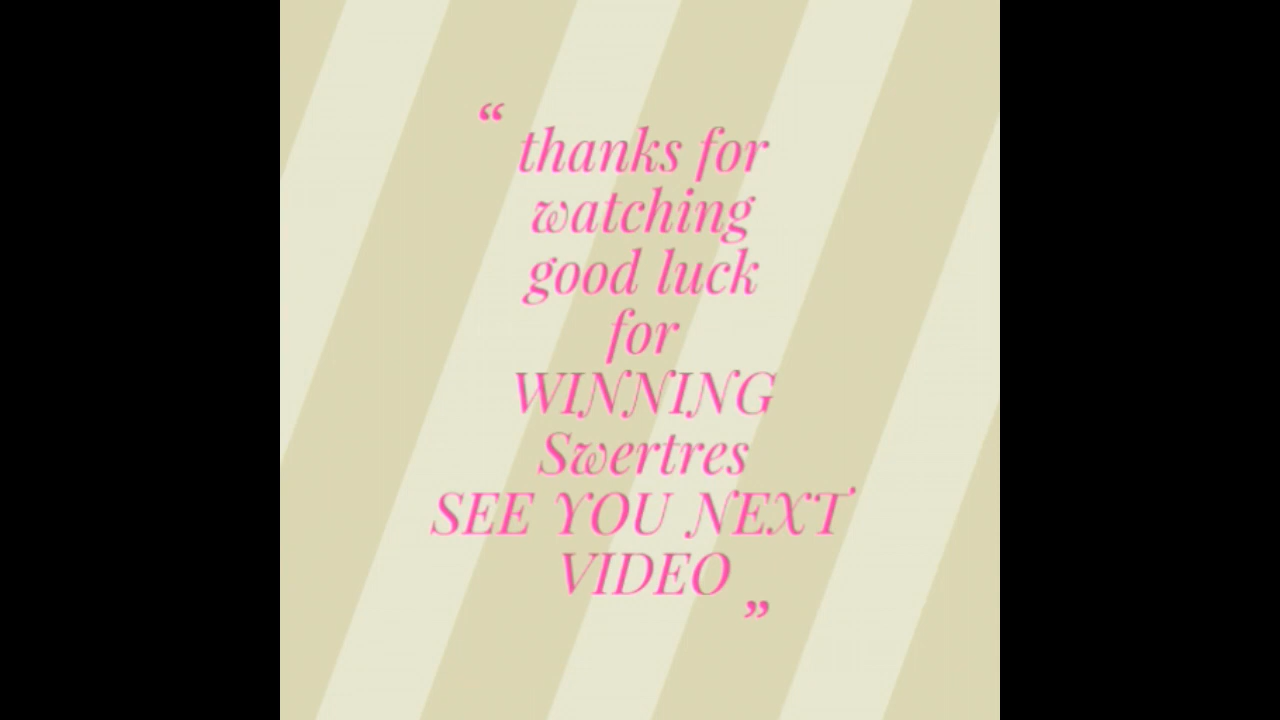 “ thanks for
watching
good luck
for
WINNING
Swertres
SEE YOU NEXT
VIDEO ”